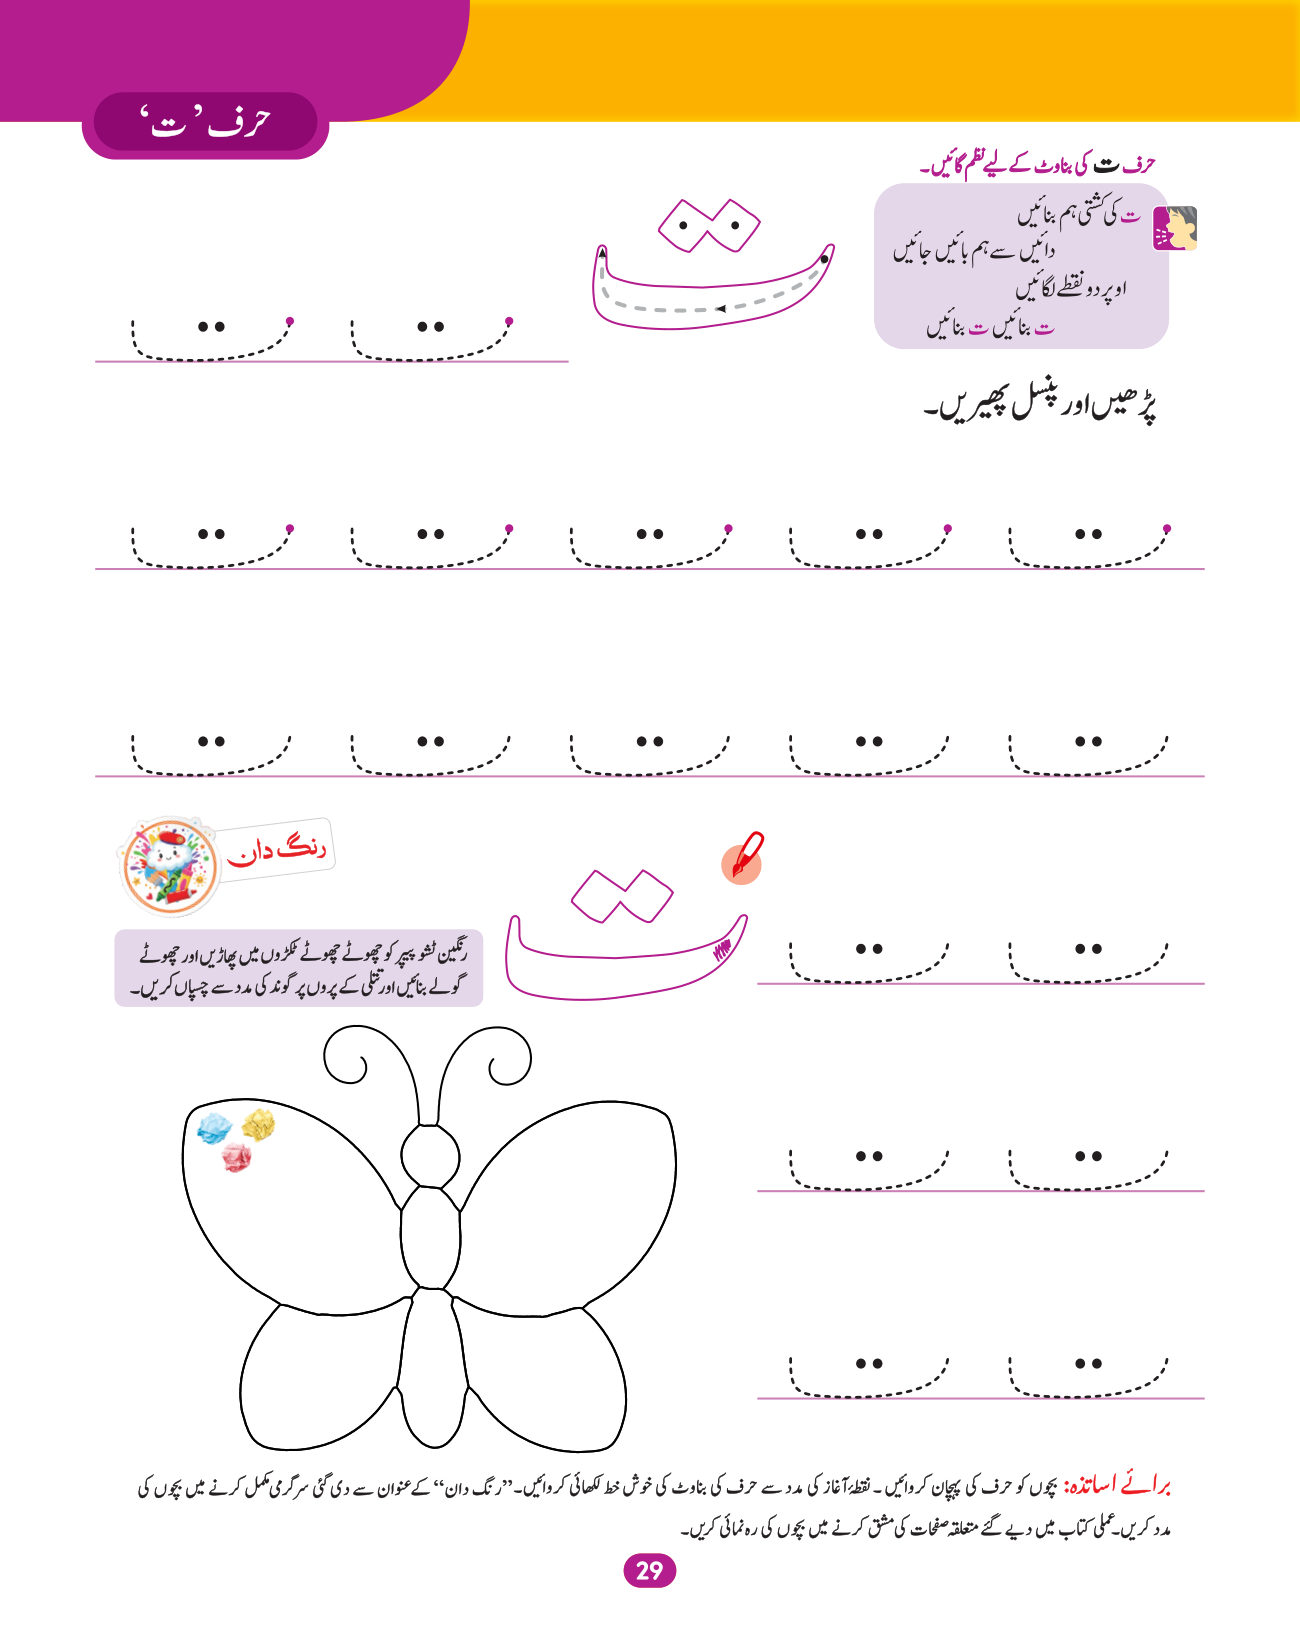 حرف ’ت‘
حرف ت کی بناوٹ کے لیے نظم گائیں۔
ت کی کشتی ہم بنائیں
دائیں سے ہم بائیں جائیں
اوپر دو نقطے لگائیں
ت بنائیں ت بنائیں
ت
پڑھیں اور پنسل پھیریں۔
رنگ دان
ت
رنگین ٹشو پیپر کو چھوٹے چھوٹے ٹکڑوں میں پھاڑیں اور چھوٹے
گولے بنائیں اور تتلی کے پروں پر گوند کی مدد سے چسپاں کریں۔
برائے اساتذہ: بچوں کو حرف کی پہچان کروائیں۔ نقطۂ آغاز کی مدد سے حرف کی بناوٹ کی خوش خط لکھائی کروائیں۔ ”رنگ دان“ کے عنوان سے دی گئی سرگرمی مکمل کرنے میں بچوں کی
مدد کریں۔ عملی کتاب میں دیے گئے متعلقہ صفحات کی مشق کرنے میں بچوں کی رہ نمائی کریں۔
29